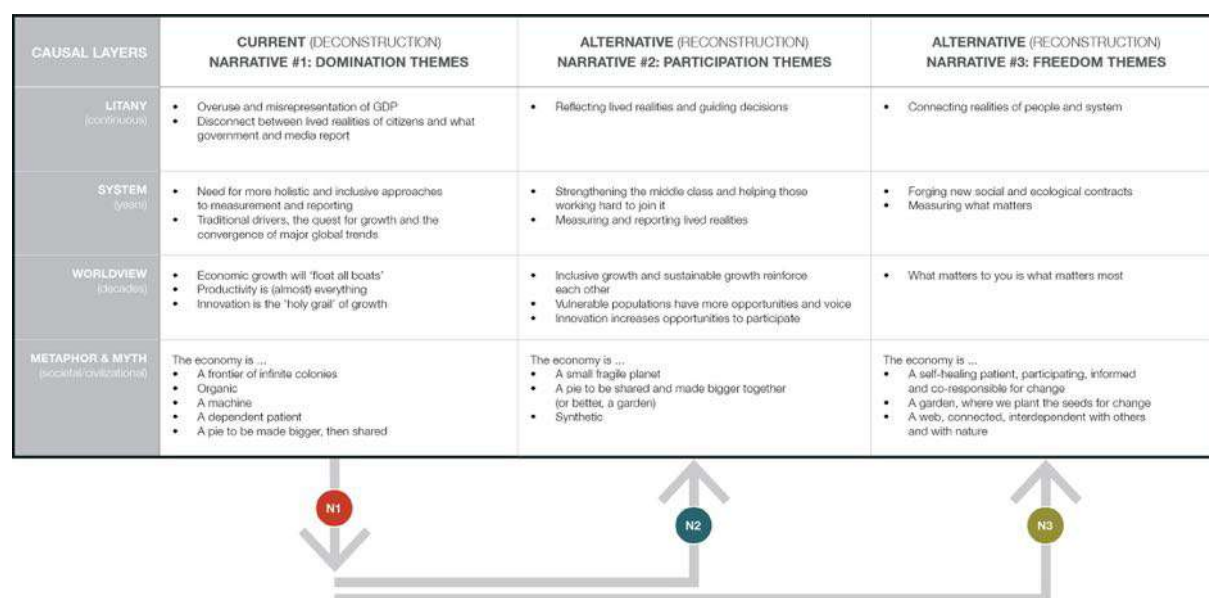 CAUSAL LAYERS
CURRENT (DECONSTRUCTION)
NARRATIVE #1: DOMINATION THEMES
ALTERNATIVE (RECONSTRUCTION)
NARRATIVE #2: PARTICIPATION THEMES
ALTERNATIVE (RECONSTRUCTION)
NARRATIVE #3: FREEDOM THEMES
LITANY
(continuous)
• Overuse and misrepresentation of GDP
• Disconnect between lived realities of citizens and what
government and media report
• Reflecting lived realities and guiding decisions
• Connecting realities of people and system
SYSTEM
(years)
• Need for more holistic and inclusive approaches
to measurement and reporting
• Traditional drivers, the quest for growth and the
convergence of major global trends
• Strengthening the middle class and helping those
working hard to join it
• Measuring and reporting lived realities
• Forging new social and ecological contracts
• Measuring what matters
WORLDVIEW
(decades)
• Economic growth will 'float all boats'
• Productivity is (almost) everything
• Innovation is the 'holy grail' of growth
• Inclusive growth and sustainable growth reinforce
each other
• Vulnerable populations have more opportunities and voice
• Innovation increases opportunities to participate
• What matters to you is what matters most
METAPHOR & MYTH
(societal/civilizational)
The economy is ...
• A frontier of infinite colonies
• Organic
• A machine
• A dependent patient
• A pie to be made bigger, then shared
The economy is ...
• A small fragile planet
• A pie to be shared and made bigger together
(or better, a garden)
• Synthetic
The economy is ...
• A self-healing patient, participating, informed
and co-responsible for change
• A garden, where we plant the seeds for change
• A web, connected, interdependent with others
and with nature
N1
N2
N3